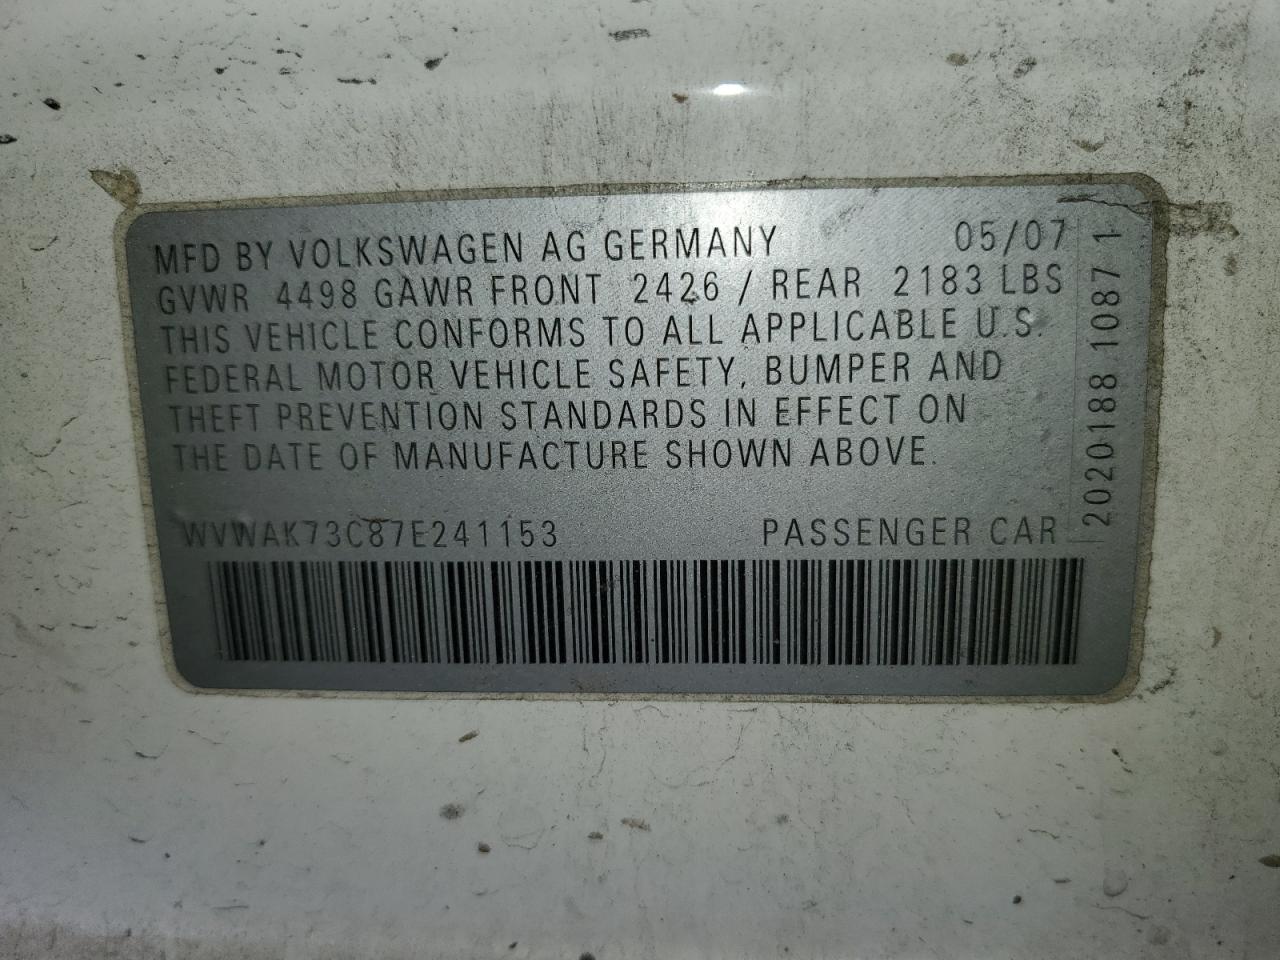 MFD BY VOLKSWAGEN AG GERMANY 05/07
GVWR 4498 GAWR FRONT 2426 / REAR 2183 LBS
THIS VEHICLE CONFORMS TO ALL APPLICABLE U.S.
FEDERAL MOTOR VEHICLE SAFETY, BUMPER AND
THEFT PREVENTION STANDARDS IN EFFECT ON
THE DATE OF MANUFACTURE SHOWN ABOVE.
WVWAK73C87E241153 PASSENGER CAR
2020188 1087 1